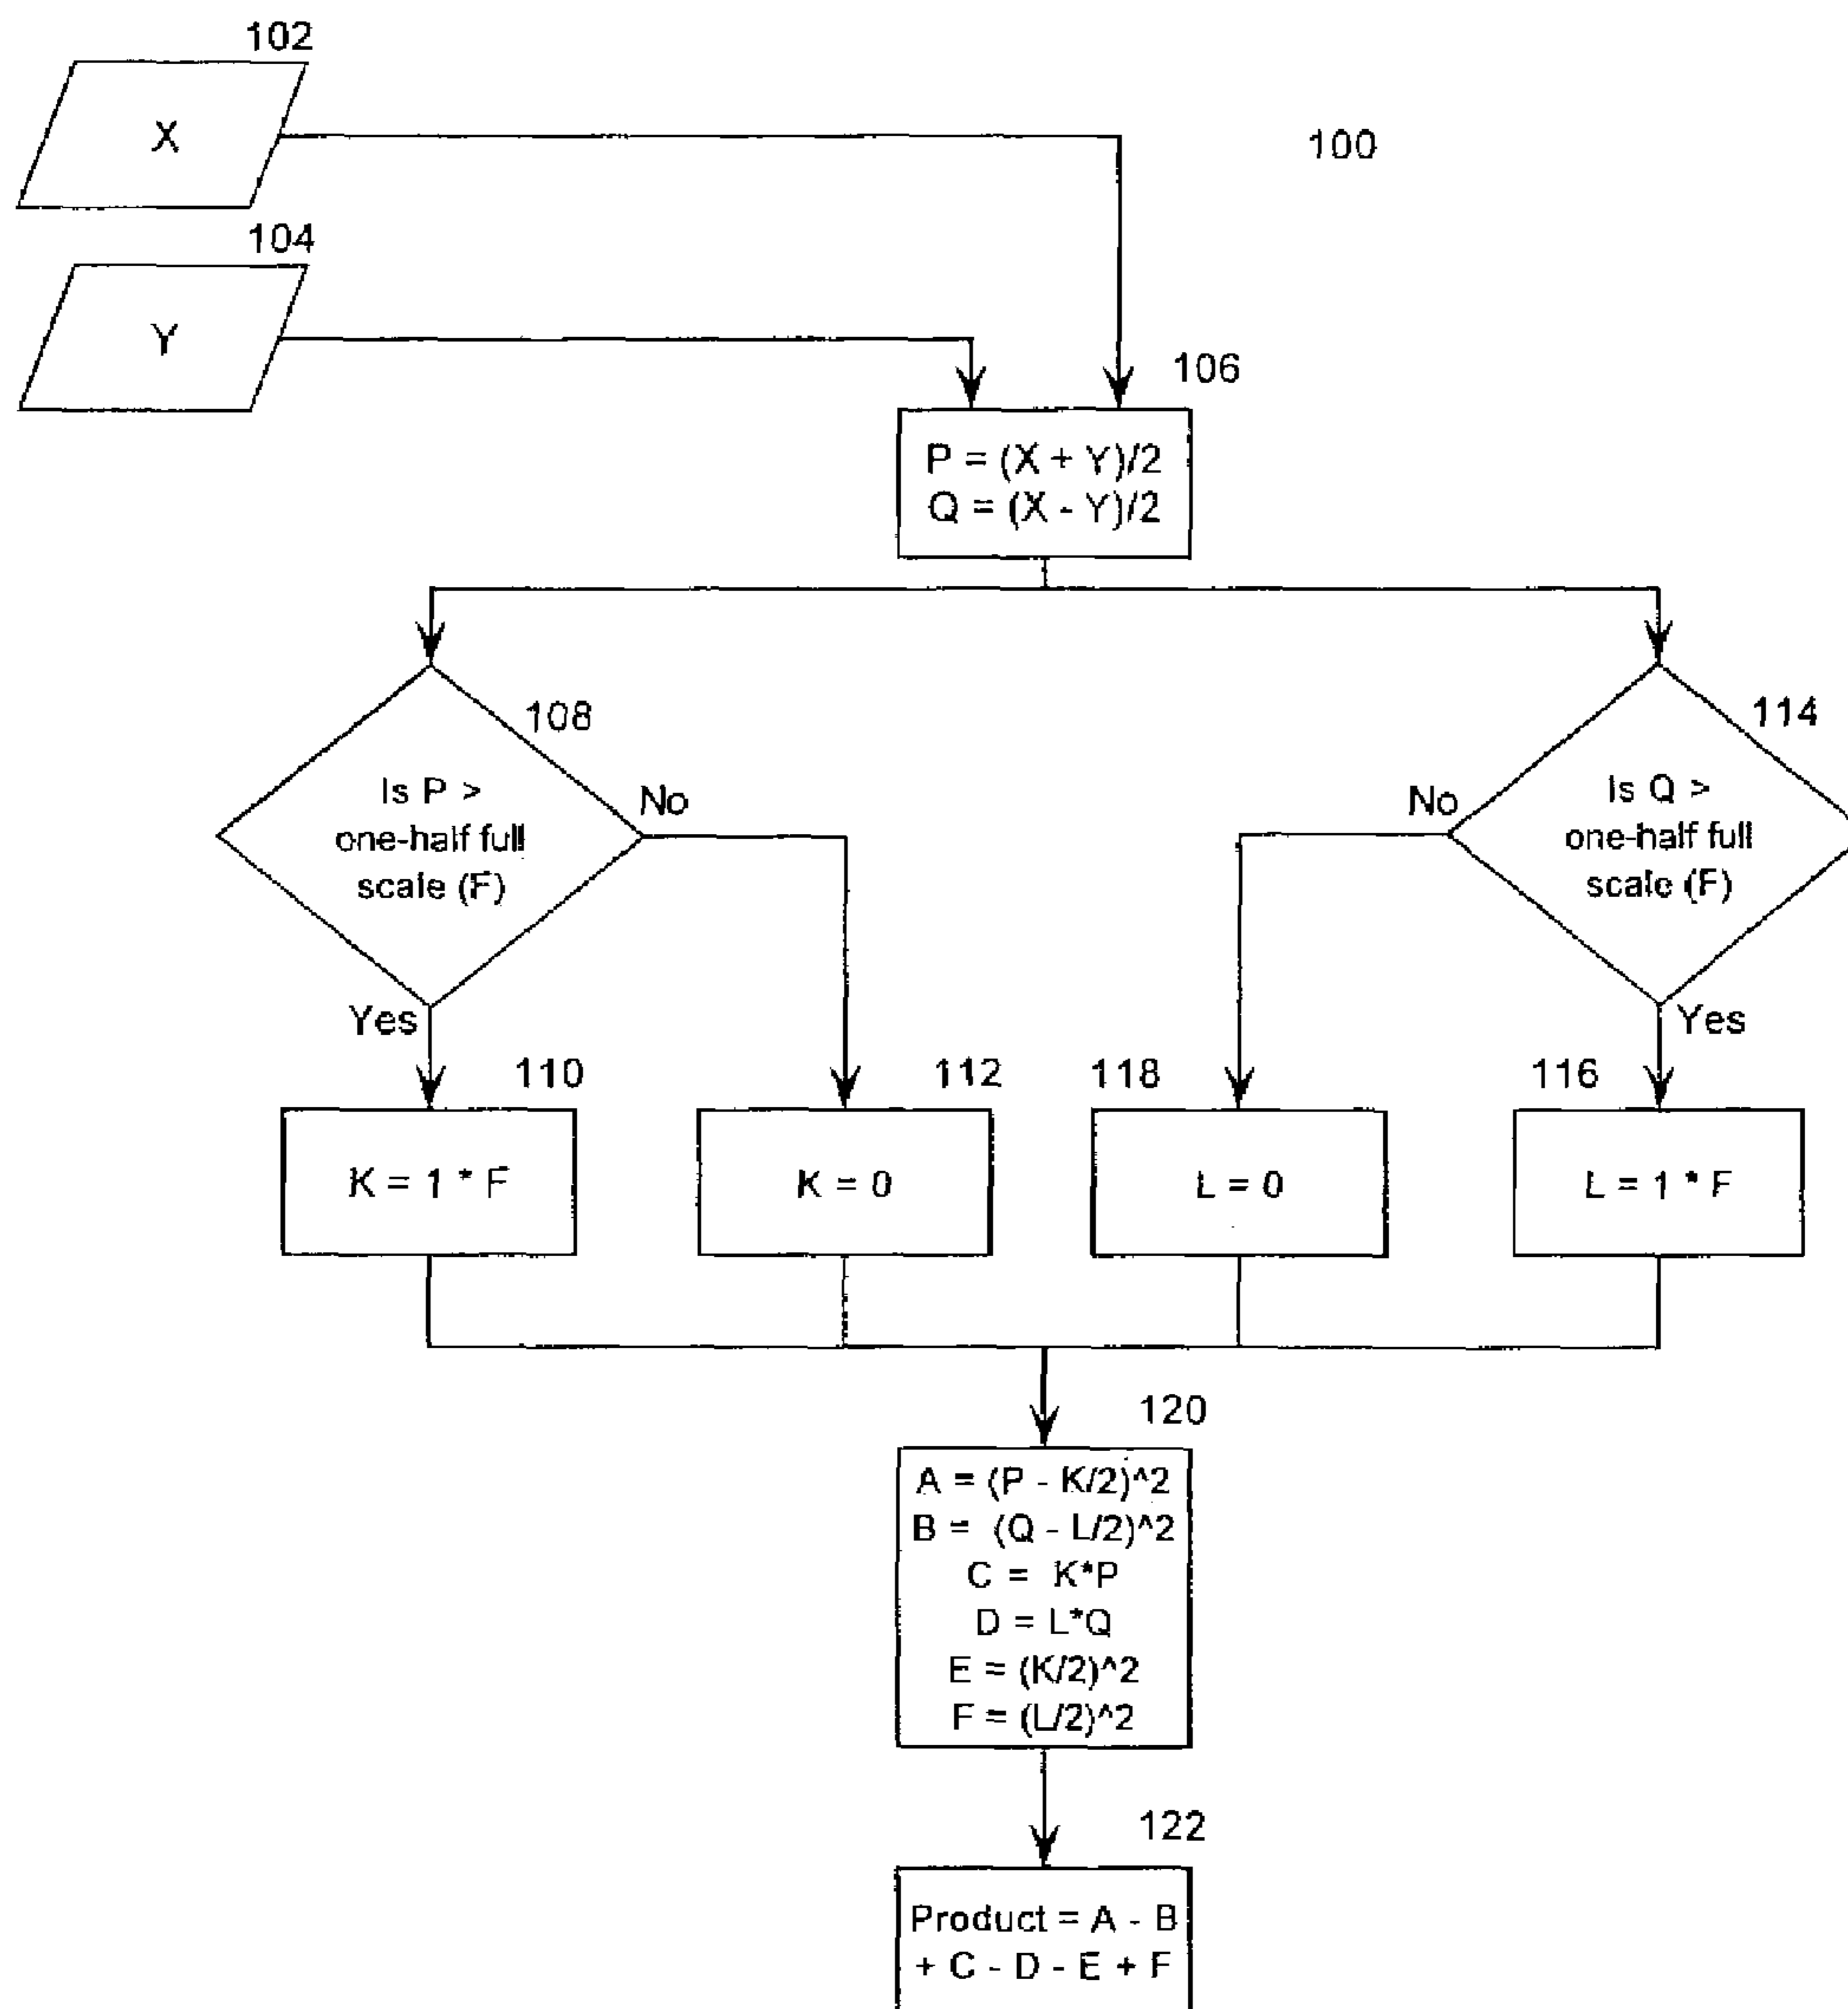 102
X
100
104
Y
106
P = (X + Y)/2
Q = (X - Y)/2
108
Is P >
one-half full
scale (F)
No
Yes
114
Is Q >
one-half full
scale (F)
No
Yes
110
K = 1 * F
112
K = 0
118
L = 0
116
L = 1 * F
120
A = (P - K/2)^2
B = (Q - L/2)^2
C = K*P
D = L*Q
E = (K/2)^2
F = (L/2)^2
122
Product = A - B
+ C - D - E + F